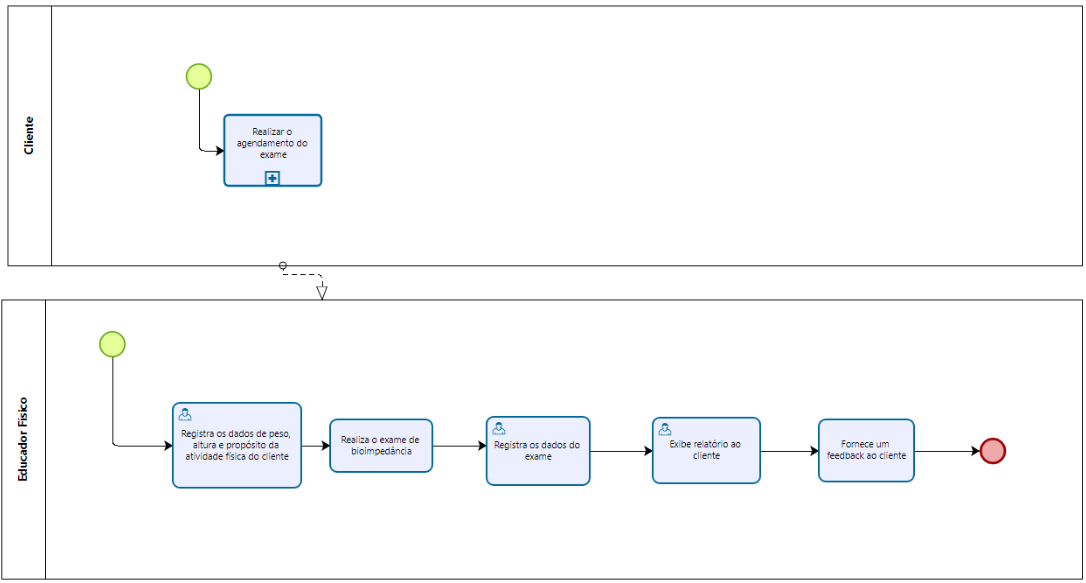 Cliente
Realizar o
agendamento do
exame
Educador Físico
Registra os dados de peso,
altura e propósito da
atividade física do cliente
Realiza o exame de
bioimpedância
Registra os dados do
exame
Exibe relatório ao
cliente
Fornece um
feedback ao cliente